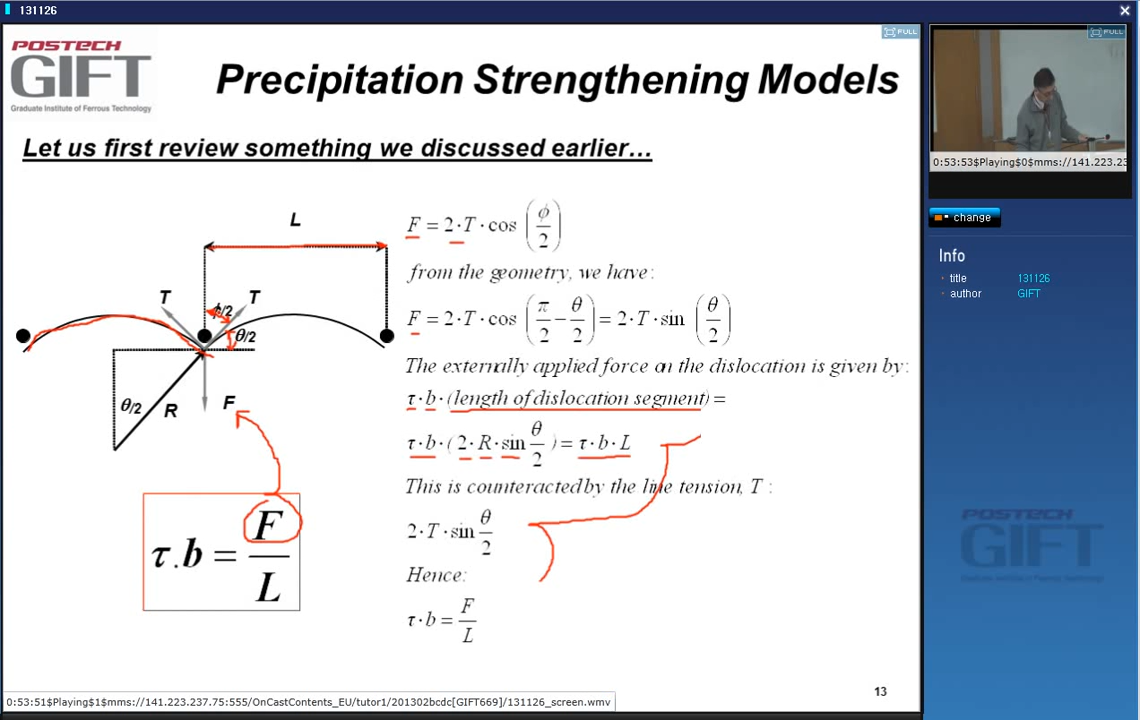 131126
POSTECH
GIFT
Graduate Institute of Ferrous Technology
Precipitation Strengthening Models
Let us first review something we discussed earlier…
L
T
T
ϕ/2
θ/2
θ/2
R
F
τ.b = F/L
F = 2·T·cos(ϕ/2)
from the geometry, we have:
F = 2·T·cos(π/2 − θ/2) = 2·T·sin(θ/2)
The externally applied force on the dislocation is given by:
τ·b·(length of dislocation segment) =
τ·b·(2·R·sin θ/2) = τ·b·L
This is counteracted by the line tension, T :
2·T·sin θ/2
Hence:
τ·b = F/L
13
0:53:51$Playing$1$mms://141.223.237.75:555/OnCastContents_EU/tutor1/201302bcdc[GIFT669]/131126_screen.wmv
FULL
FULL
0:53:53$Playing$0$mms://141.223.23
change
Info
title 131126
author GIFT
POSTECH
GIFT